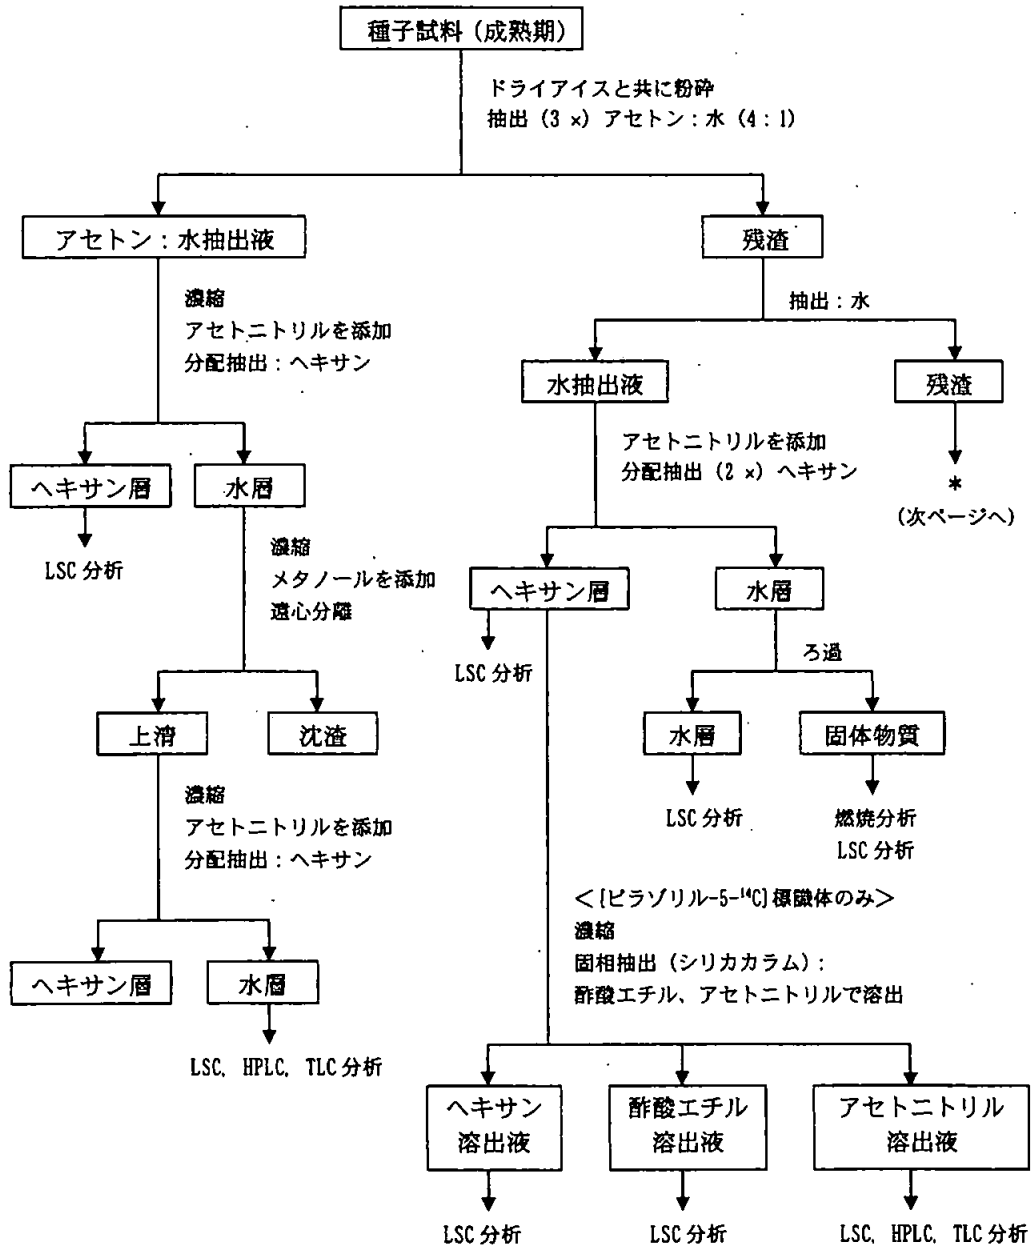 種子試料（成熟期）
ドライアイスと共に粉砕
抽出（3 ×）アセトン：水（4：1）
アセトン：水抽出液
残渣
濃縮
アセトニトリルを添加
分配抽出：ヘキサン
抽出：水
水抽出液
残渣
アセトニトリルを添加
分配抽出（2 ×）ヘキサン
*
（次ページへ）
ヘキサン層
水層
LSC 分析
濃縮
メタノールを添加
遠心分離
ヘキサン層
水層
LSC 分析
ろ過
上清
沈渣
水層
固体物質
濃縮
アセトニトリルを添加
分配抽出：ヘキサン
LSC 分析
燃焼分析
LSC 分析
＜[ピラゾリル-5-¹⁴C] 標識体のみ＞
濃縮
固相抽出（シリカカラム）：
酢酸エチル、アセトニトリルで溶出
ヘキサン層
水層
LSC, HPLC, TLC 分析
ヘキサン
溶出液
酢酸エチル
溶出液
アセトニトリル
溶出液
LSC 分析
LSC 分析
LSC, HPLC, TLC 分析